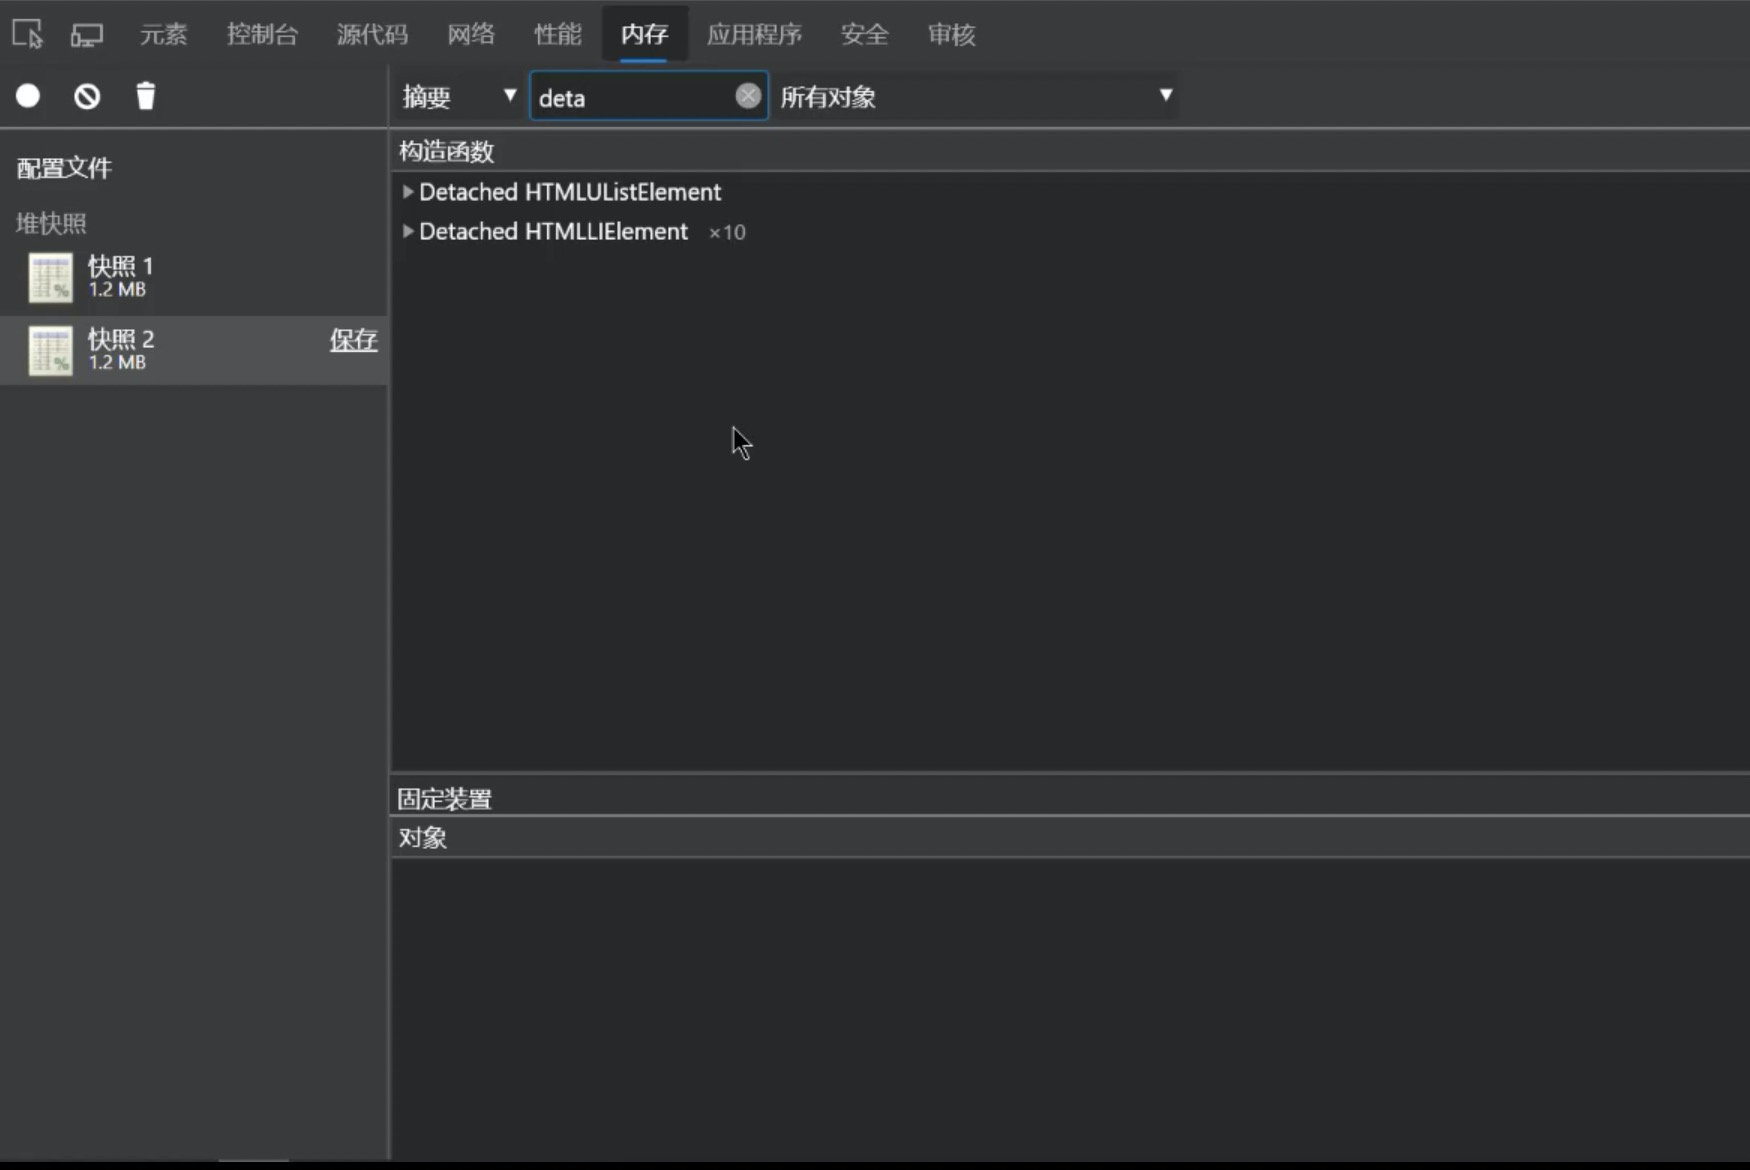 元素 控制台 源代码 网络 性能 内存 应用程序 安全 审核
摘要 deta 所有对象
配置文件
堆快照
快照 1
1.2 MB
快照 2 保存
1.2 MB
构造函数
Detached HTMLUListElement
Detached HTMLLIElement ×10
固定装置
对象